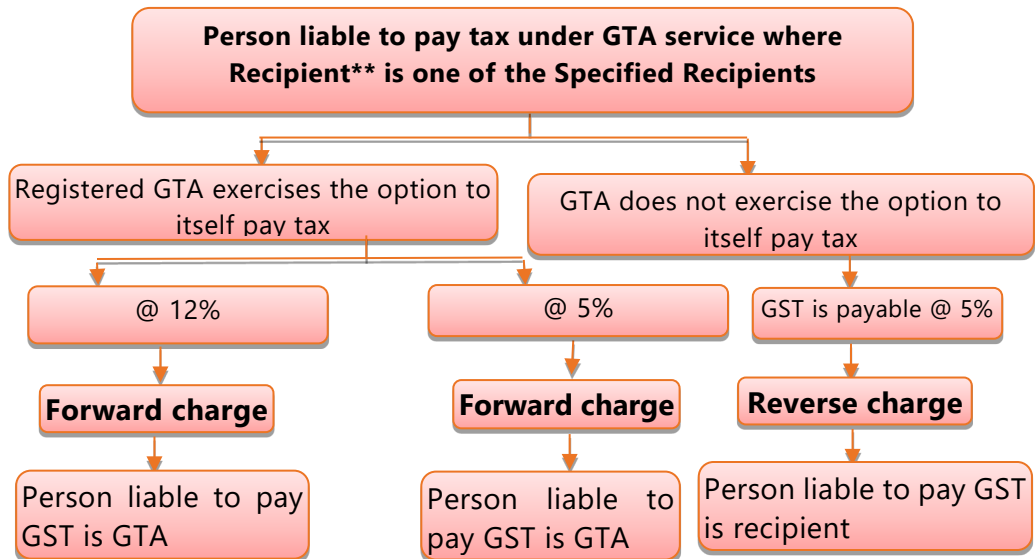 Person liable to pay tax under GTA service where
Recipient** is one of the Specified Recipients
Registered GTA exercises the option to
itself pay tax
GTA does not exercise the option to
itself pay tax
@ 12%
@ 5%
GST is payable @ 5%
Forward charge
Forward charge
Reverse charge
Person liable to pay
GST is GTA
Person liable to
pay GST is GTA
Person liable to pay GST
is recipient